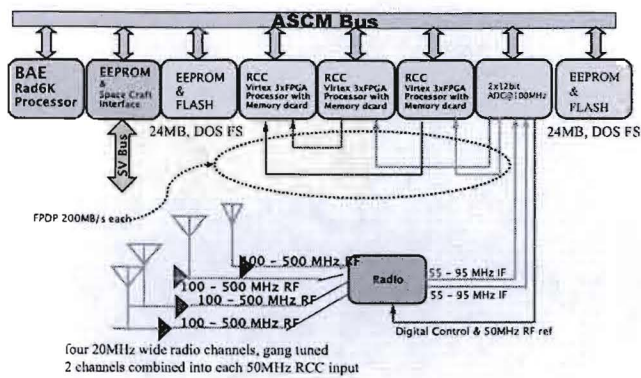 ASCM Bus
BAE
Rad6K
Processor
EEPROM
&
Space Craft
Interface
EEPROM
&
FLASH
RCC
Virtex 3xFPGA
Processor with
Memory dcard
RCC
Virtex 3xFPGA
Processor with
Memory dcard
RCC
Virtex 3xFPGA
Processor with
Memory dcard
2x12bit
ADC@100MHz
EEPROM
&
FLASH
24MB, DOS FS
24MB, DOS FS
SV Bus
FPDP 200MB/s each
100 - 500 MHz RF
100 - 500 MHz RF
100 - 500 MHz RF
100 - 500 MHz RF
Radio
55 - 95 MHz IF
55 - 95 MHz IF
Digital Control & 50MHz RF ref
four 20MHz wide radio channels, gang tuned
2 channels combined into each 50MHz RCC input